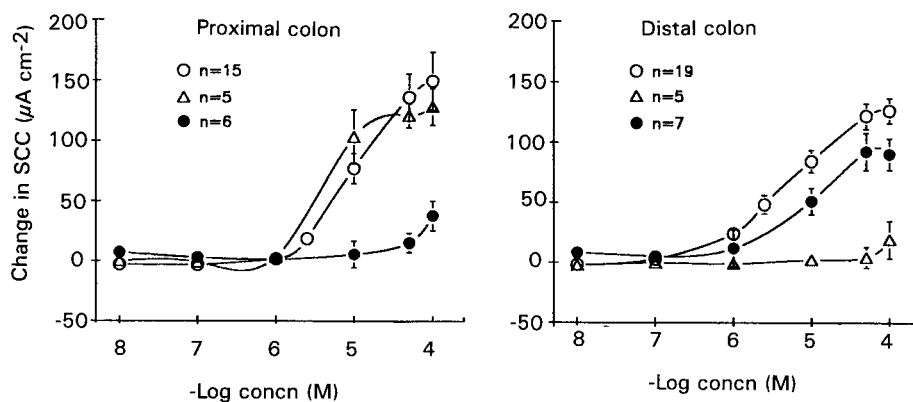 Proximal colon
Change in SCC (μA cm-2)
200
150
100
50
0
-50
n=15
n=5
n=6
8 7 6 5 4
-Log concn (M)
Distal colon
200
150
100
50
0
-50
n=19
n=5
n=7
8 7 6 5 4
-Log concn (M)